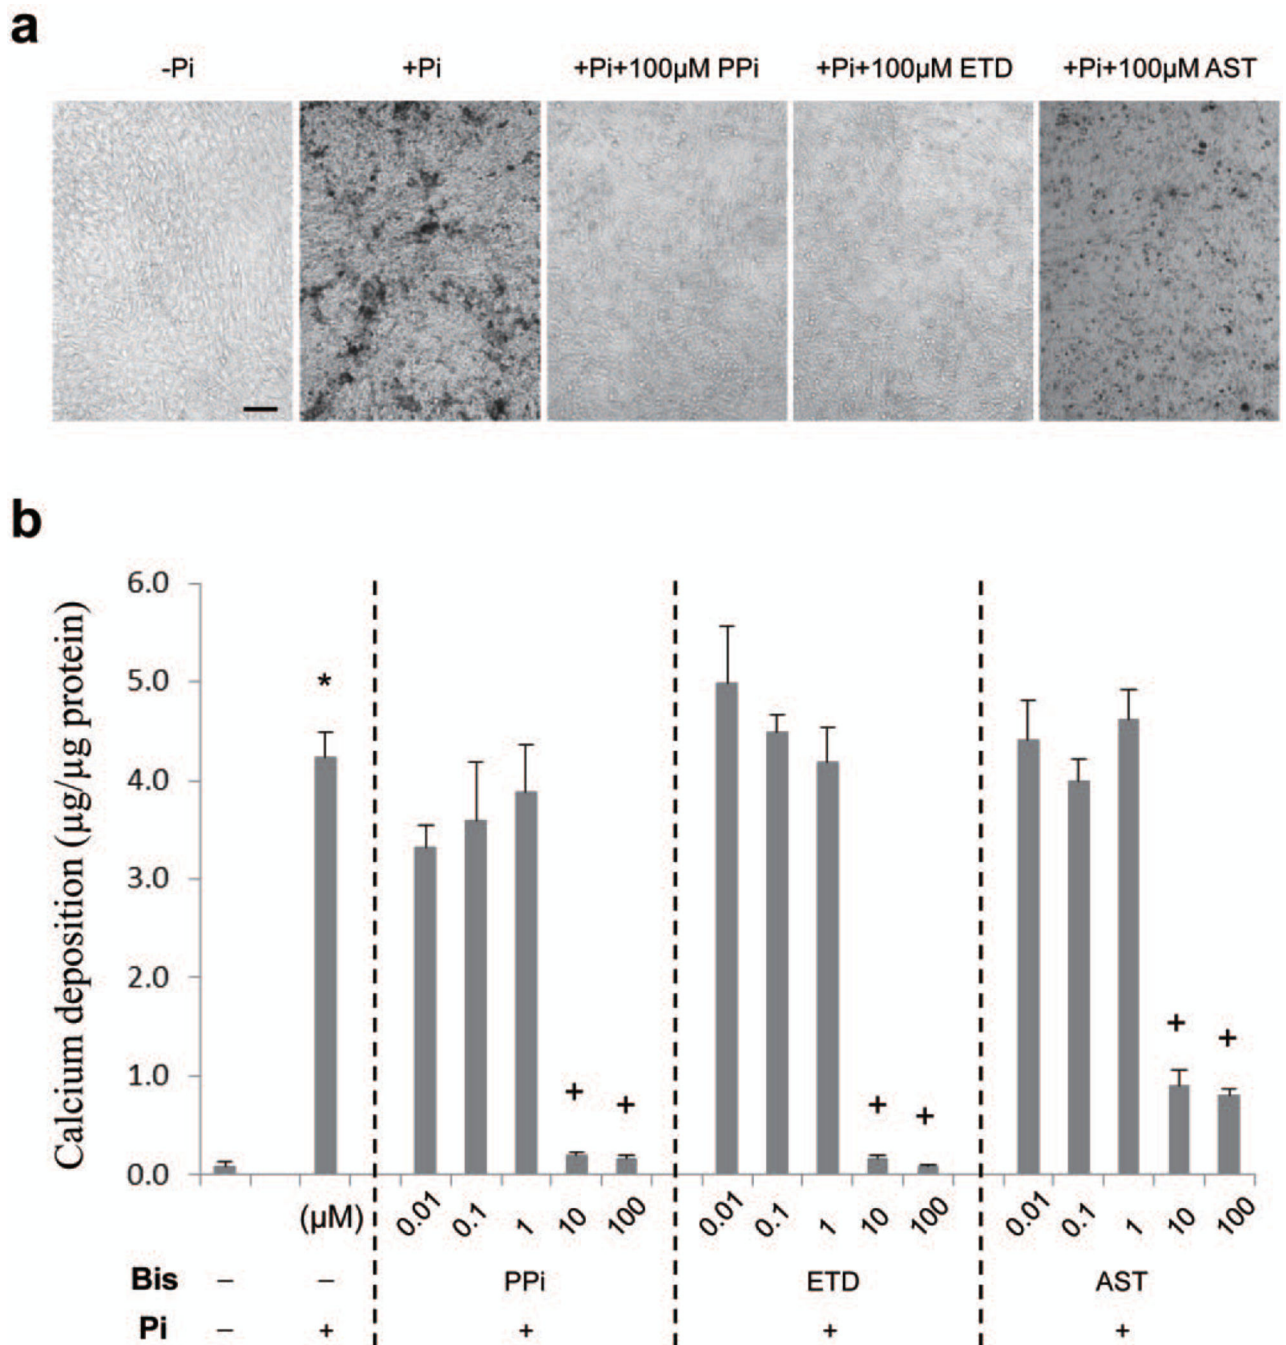 a
-Pi +Pi +Pi+100μM PPi +Pi+100μM ETD +Pi+100μM AST
b
Calcium deposition (μg/μg protein)
6.0
5.0
4.0
3.0
2.0
1.0
0.0
*
+ + + + + +
(μM) 0.01 0.1 1 10 100 0.01 0.1 1 10 100 0.01 0.1 1 10 100
Bis – – PPi ETD AST
Pi – + + + +